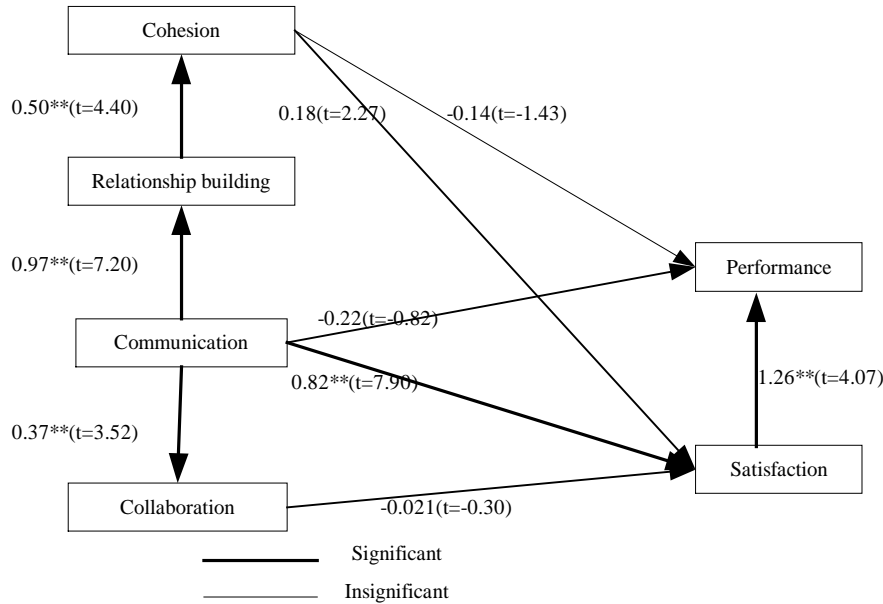 Cohesion
0.50**(t=4.40)
0.18(t=2.27)
-0.14(t=-1.43)
Relationship building
0.97**(t=7.20)
Performance
-0.22(t=-0.82)
Communication
0.82**(t=7.90)
1.26**(t=4.07)
0.37**(t=3.52)
Satisfaction
Collaboration
-0.021(t=-0.30)
Significant
Insignificant